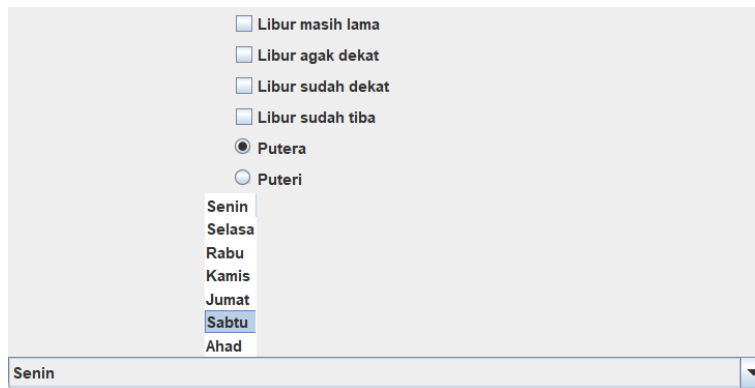 Libur masih lama
Libur agak dekat
Libur sudah dekat
Libur sudah tiba
Putera
Puteri
Senin
Selasa
Rabu
Kamis
Jumat
Sabtu
Ahad
Senin